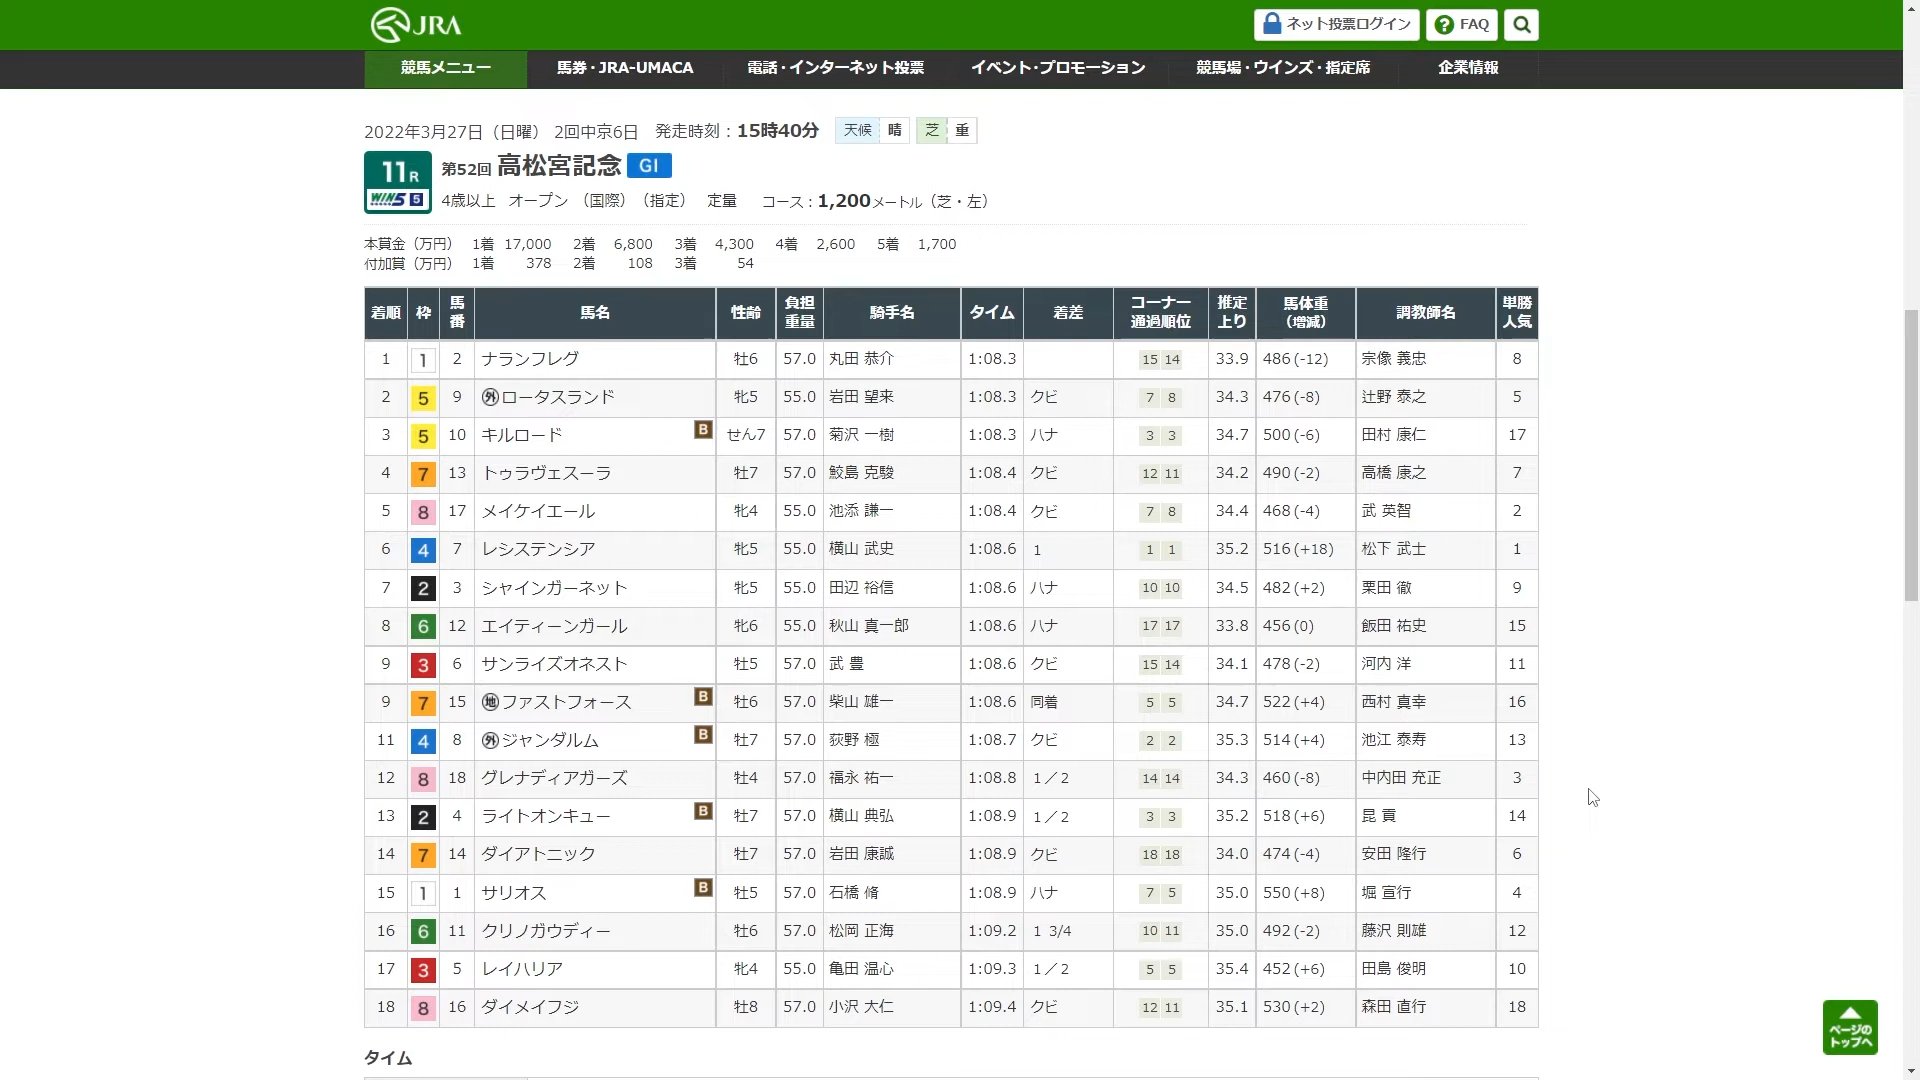 JRA
ネット投票ログイン ? FAQ
競馬メニュー 馬券・JRA-UMACA 電話・インターネット投票 イベント・プロモーション 競馬場・ウインズ・指定席 企業情報
2022年3月27日（日曜） 2回中京6日 発走時刻：15時40分 天候 晴 芝 重
11R WIN5 5 第52回 高松宮記念 GI
4歳以上 オープン （国際）（指定） 定量 コース：1,200メートル（芝・左）
本賞金（万円） 1着 17,000 2着 6,800 3着 4,300 4着 2,600 5着 1,700
付加賞（万円） 1着 378 2着 108 3着 54
着順 枠 馬番 馬名 性齢 負担重量 騎手名 タイム 着差 コーナー通過順位 推定上り 馬体重（増減） 調教師名 単勝人気
1 1 2 ナランフレグ 牡6 57.0 丸田 恭介 1:08.3 15 14 33.9 486(-12) 宗像 義忠 8
2 5 9 外 ロータスランド 牝5 55.0 岩田 望来 1:08.3 クビ 7 8 34.3 476(-8) 辻野 泰之 5
3 5 10 キルロード B せん7 57.0 菊沢 一樹 1:08.3 ハナ 3 3 34.7 500(-6) 田村 康仁 17
4 7 13 トゥラヴェスーラ 牡7 57.0 鮫島 克駿 1:08.4 クビ 12 11 34.2 490(-2) 高橋 康之 7
5 8 17 メイケイエール 牝4 55.0 池添 謙一 1:08.4 クビ 7 8 34.4 468(-4) 武 英智 2
6 4 7 レシステンシア 牝5 55.0 横山 武史 1:08.6 1 1 1 35.2 516(+18) 松下 武士 1
7 2 3 シャインガーネット 牝5 55.0 田辺 裕信 1:08.6 ハナ 10 10 34.5 482(+2) 栗田 徹 9
8 6 12 エイティーンガール 牝6 55.0 秋山 真一郎 1:08.6 ハナ 17 17 33.8 456(0) 飯田 祐史 15
9 3 6 サンライズオネスト 牡5 57.0 武 豊 1:08.6 クビ 15 14 34.1 478(-2) 河内 洋 11
9 7 15 地 ファストフォース B 牡6 57.0 柴山 雄一 1:08.6 同着 5 5 34.7 522(+4) 西村 真幸 16
11 4 8 外 ジャンダルム B 牡7 57.0 荻野 極 1:08.7 クビ 2 2 35.3 514(+4) 池江 泰寿 13
12 8 18 グレナディアガーズ 牡4 57.0 福永 祐一 1:08.8 1／2 14 14 34.3 460(-8) 中内田 充正 3
13 2 4 ライトオンキュー B 牡7 57.0 横山 典弘 1:08.9 1／2 3 3 35.2 518(+6) 昆 貢 14
14 7 14 ダイアトニック 牡7 57.0 岩田 康誠 1:08.9 クビ 18 18 34.0 474(-4) 安田 隆行 6
15 1 1 サリオス B 牡5 57.0 石橋 脩 1:08.9 ハナ 7 5 35.0 550(+8) 堀 宣行 4
16 6 11 クリノガウディー 牡6 57.0 松岡 正海 1:09.2 1 3/4 10 11 35.0 492(-2) 藤沢 則雄 12
17 3 5 レイハリア 牝4 55.0 亀田 温心 1:09.3 1／2 5 5 35.4 452(+6) 田島 俊明 10
18 8 16 ダイメイフジ 牡8 57.0 小沢 大仁 1:09.4 クビ 12 11 35.1 530(+2) 森田 直行 18
ページの
トップへ
タイム